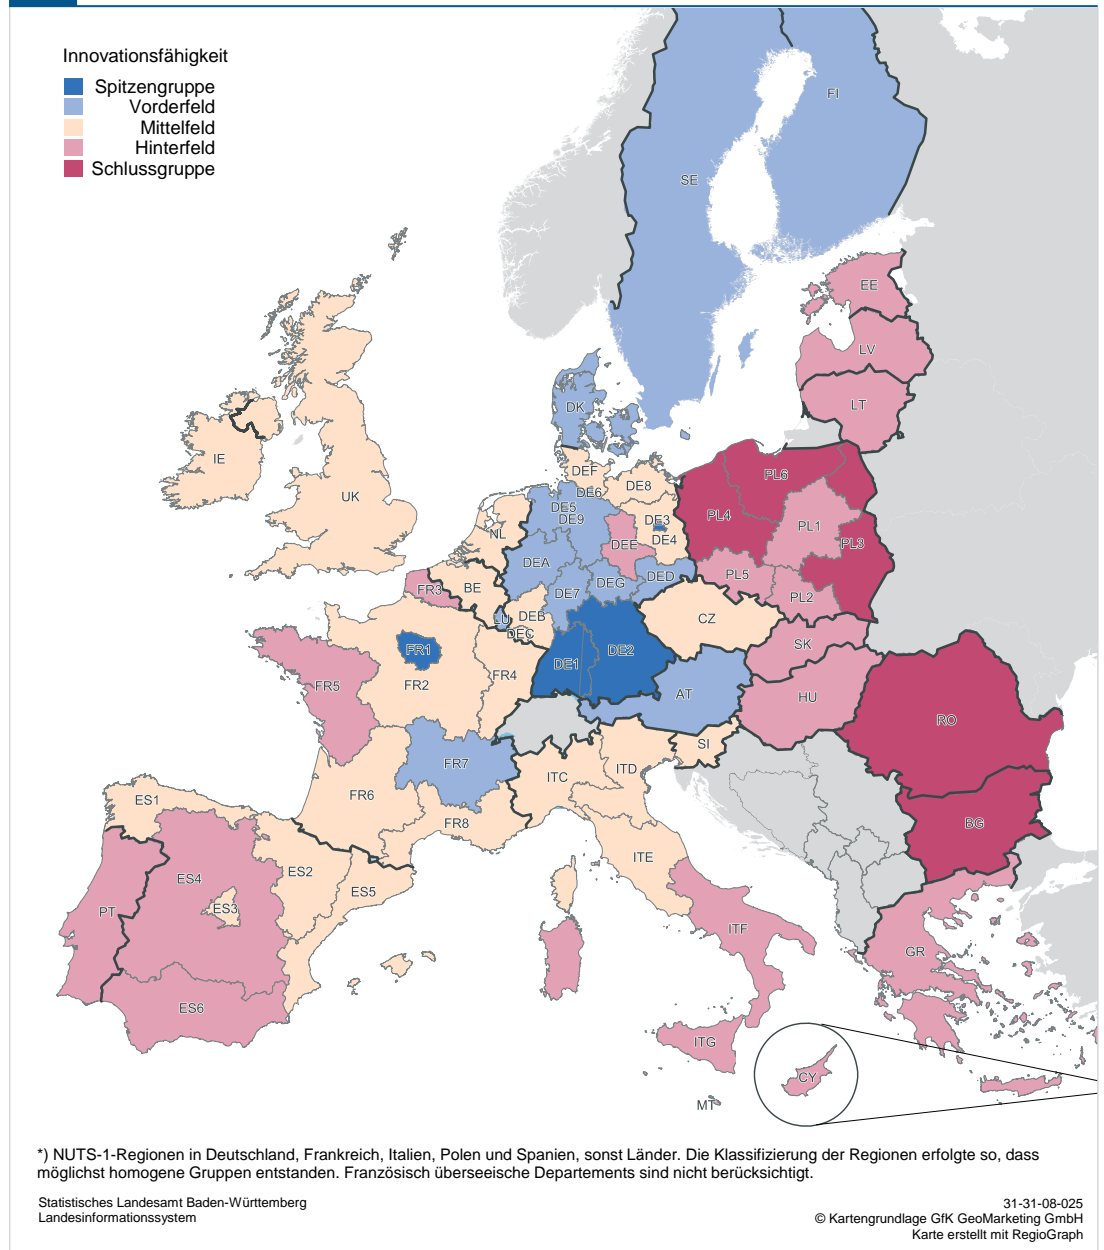 Innovationsfähigkeit
Spitzengruppe
Vorderfeld
Mittelfeld
Hinterfeld
Schlussgruppe
FI
SE
EE
LV
LT
DK
IE
UK
DEF
DE6
DE8
DE5
DE9
DE3
DE4
NL
DEE
DEA
DED
DEG
DE7
BE
FR3
LU
DEB
DEC
PL6
PL4
PL1
PL3
PL5
PL2
CZ
SK
FR1
DE1
DE2
FR4
FR2
FR5
AT
HU
RO
SI
FR7
ITC
ITD
FR6
FR8
ES1
BG
ITE
ES2
ES4
ES5
ES3
PT
ITF
GR
ES6
ITG
CY
MT
*) NUTS-1-Regionen in Deutschland, Frankreich, Italien, Polen und Spanien, sonst Länder. Die Klassifizierung der Regionen erfolgte so, dass
möglichst homogene Gruppen entstanden. Französisch überseeische Departements sind nicht berücksichtigt.
Statistisches Landesamt Baden-Württemberg
Landesinformationssystem
31-31-08-025
© Kartengrundlage GfK GeoMarketing GmbH
Karte erstellt mit RegioGraph